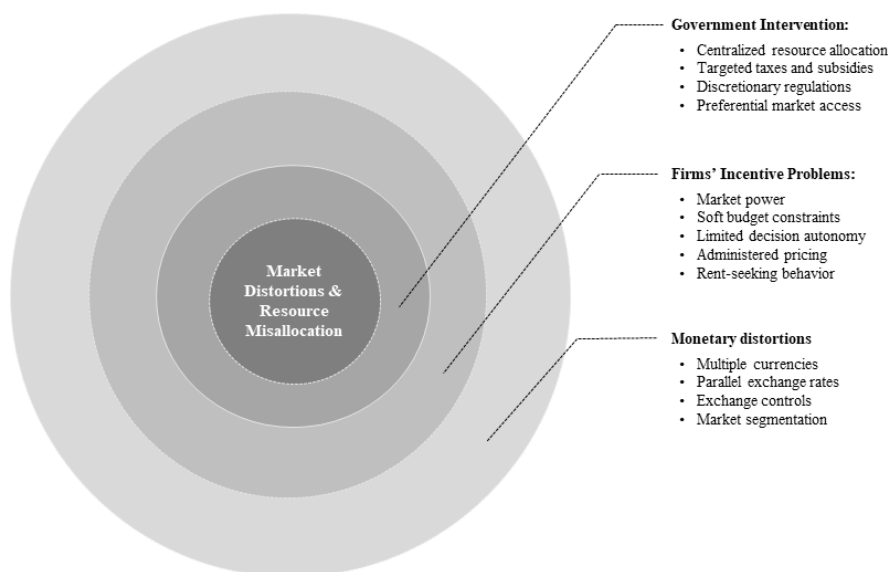 Government Intervention:
• Centralized resource allocation
• Targeted taxes and subsidies
• Discretionary regulations
• Preferential market access
Firms' Incentive Problems:
• Market power
• Soft budget constraints
• Limited decision autonomy
• Administered pricing
• Rent-seeking behavior
Market
Distortions &
Resource
Misallocation
Monetary distortions
• Multiple currencies
• Parallel exchange rates
• Exchange controls
• Market segmentation